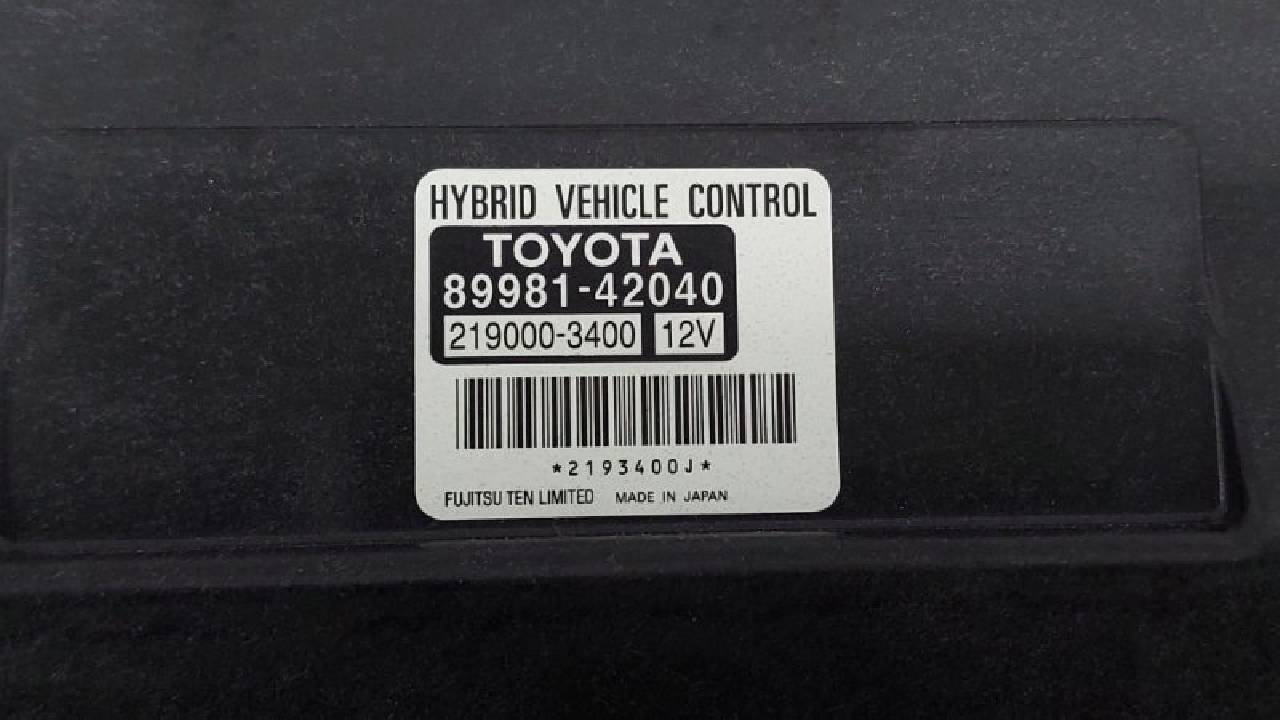 HYBRID VEHICLE CONTROL
TOYOTA
89981-42040
219000-3400 12V
*2193400J*
FUJITSU TEN LIMITED MADE IN JAPAN